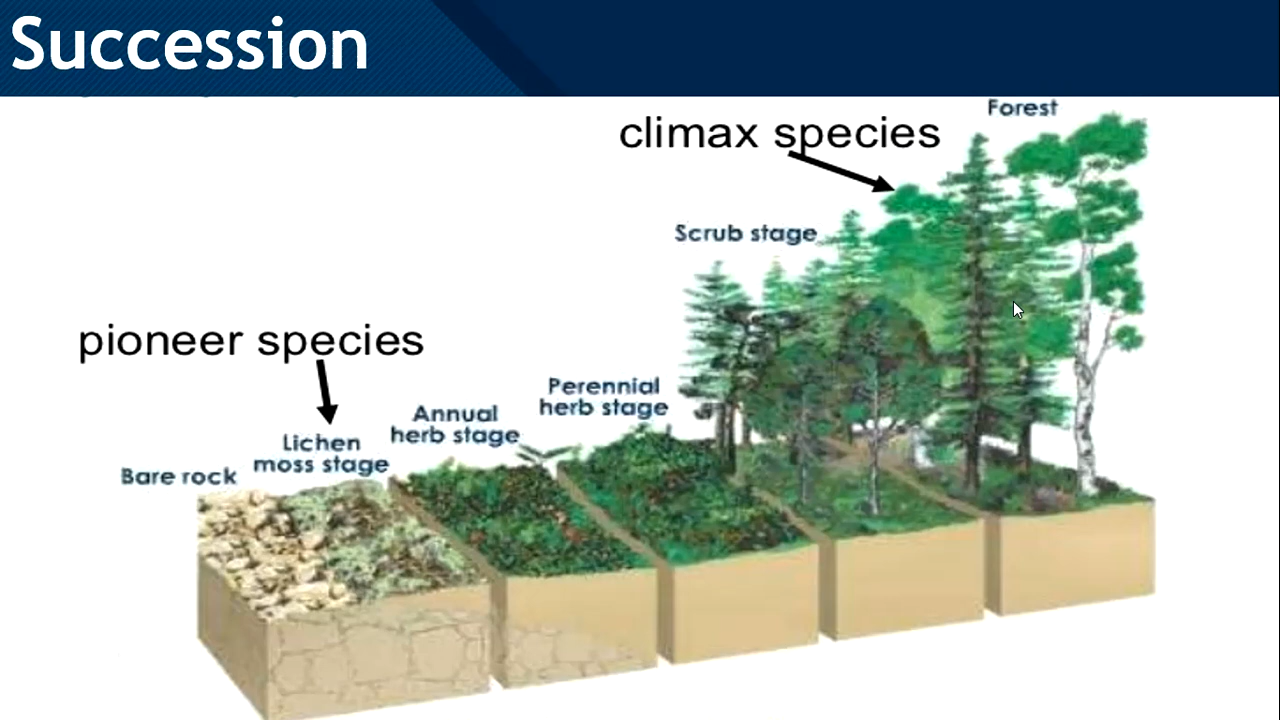 Succession
Forest
climax species
Scrub stage
pioneer species
Perennial
herb stage
Annual
herb stage
Lichen
moss stage
Bare rock